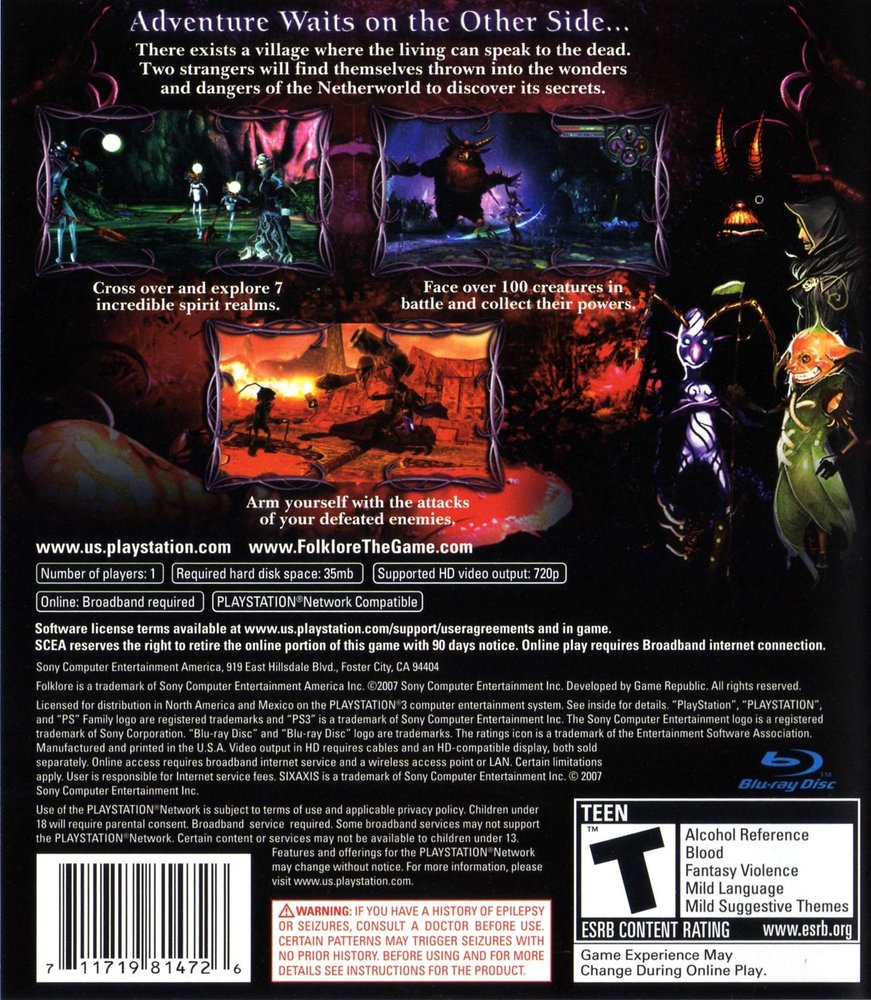 Adventure Waits on the Other Side...
There exists a village where the living can speak to the dead.
Two strangers will find themselves thrown into the wonders
and dangers of the Netherworld to discover its secrets.
Cross over and explore 7
incredible spirit realms.
Face over 100 creatures in
battle and collect their powers.
Arm yourself with the attacks
of your defeated enemies.
www.us.playstation.com www.FolkloreTheGame.com
Number of players: 1 Required hard disk space: 35mb Supported HD video output: 720p
Online: Broadband required PLAYSTATION®Network Compatible
Software license terms available at www.us.playstation.com/support/useragreements and in game.
SCEA reserves the right to retire the online portion of this game with 90 days notice. Online play requires Broadband internet connection.
Sony Computer Entertainment America, 919 East Hillsdale Blvd., Foster City, CA 94404
Folklore is a trademark of Sony Computer Entertainment America Inc. ©2007 Sony Computer Entertainment Inc. Developed by Game Republic. All rights reserved.
Licensed for distribution in North America and Mexico on the PLAYSTATION®3 computer entertainment system. See inside for details. "PlayStation", "PLAYSTATION",
and "PS" Family logo are registered trademarks and "PS3" is a trademark of Sony Computer Entertainment Inc. The Sony Computer Entertainment logo is a registered
trademark of Sony Corporation. "Blu-ray Disc" and "Blu-ray Disc" logo are trademarks. The ratings icon is a trademark of the Entertainment Software Association.
Manufactured and printed in the U.S.A. Video output in HD requires cables and an HD-compatible display, both sold
separately. Online access requires broadband internet service and a wireless access point or LAN. Certain limitations
apply. User is responsible for Internet service fees. SIXAXIS is a trademark of Sony Computer Entertainment Inc. © 2007
Sony Computer Entertainment Inc.
Blu-ray Disc™
Use of the PLAYSTATION®Network is subject to terms of use and applicable privacy policy. Children under
18 will require parental consent. Broadband service required. Some broadband services may not support
the PLAYSTATION®Network. Certain content or services may not be available to children under 13.
Features and offerings for the PLAYSTATION®Network
may change without notice. For more information, please
visit www.us.playstation.com.
⚠WARNING: IF YOU HAVE A HISTORY OF EPILEPSY
OR SEIZURES, CONSULT A DOCTOR BEFORE USE.
CERTAIN PATTERNS MAY TRIGGER SEIZURES WITH
NO PRIOR HISTORY. BEFORE USING AND FOR MORE
DETAILS SEE INSTRUCTIONS FOR THE PRODUCT.
7 11719 81472 6
TEEN
T™
Alcohol Reference
Blood
Fantasy Violence
Mild Language
Mild Suggestive Themes
ESRB CONTENT RATING www.esrb.org
Game Experience May
Change During Online Play.